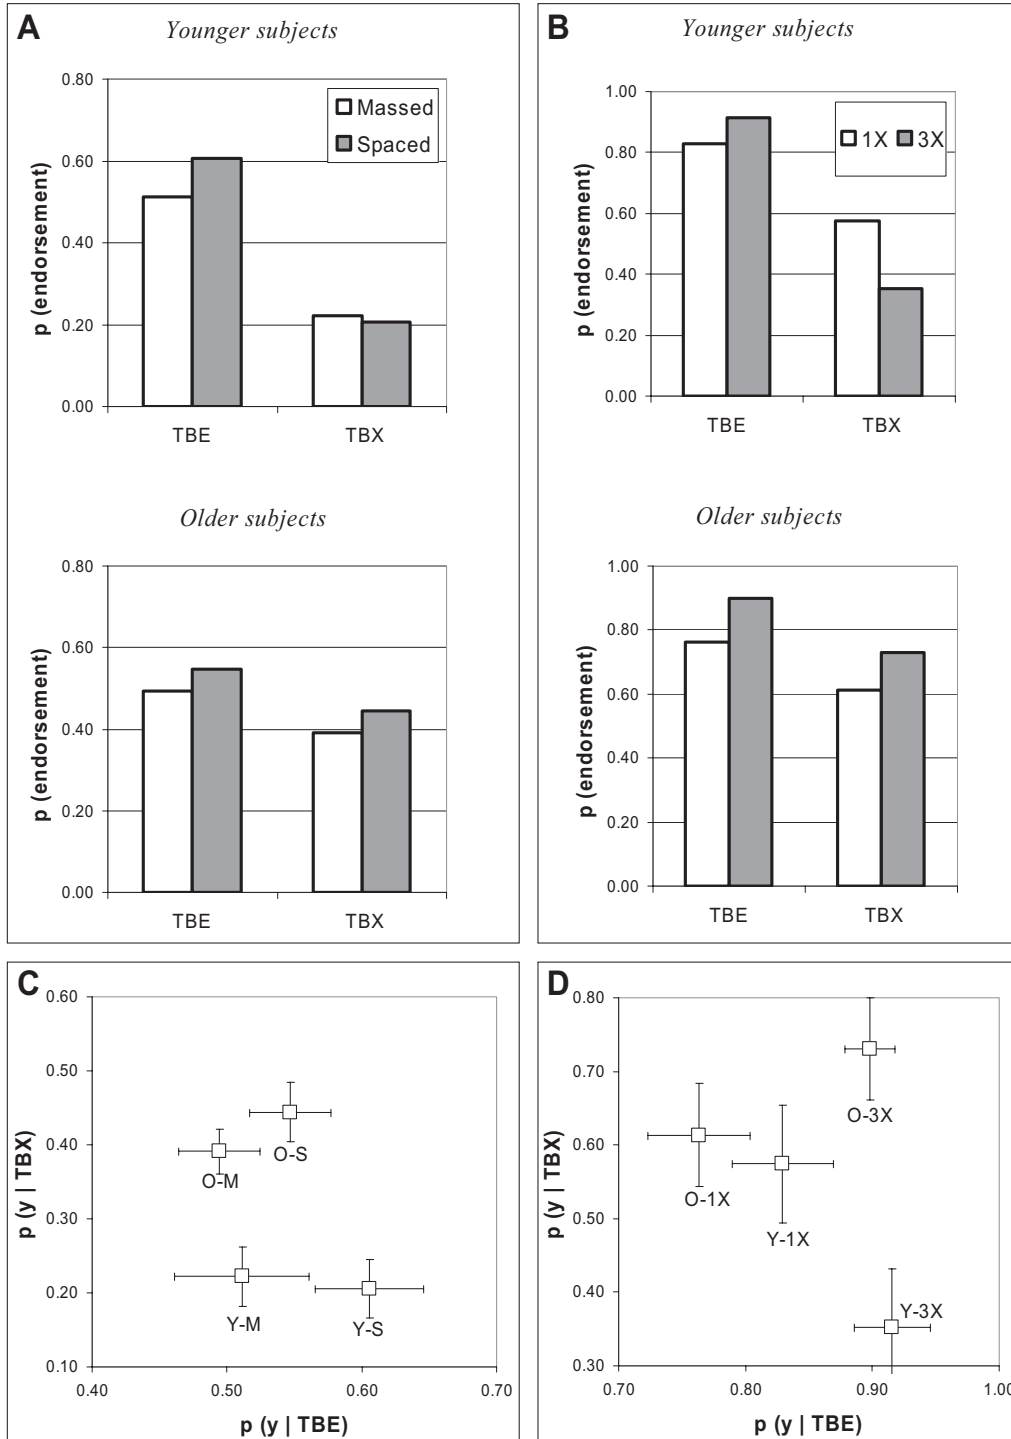 A
Younger subjects
0.80
0.60
0.40
0.20
0.00
p (endorsement)
Massed
Spaced
TBE TBX
Older subjects
0.80
0.60
0.40
0.20
0.00
p (endorsement)
TBE TBX
B
Younger subjects
1.00
0.80
0.60
0.40
0.20
0.00
p (endorsement)
1X 3X
TBE TBX
Older subjects
1.00
0.80
0.60
0.40
0.20
0.00
p (endorsement)
TBE TBX
C
0.60
0.50
0.40
0.30
0.20
0.10
p (y | TBX)
O-S
O-M
Y-M
Y-S
0.40 0.50 0.60 0.70
p (y | TBE)
D
0.80
0.70
0.60
0.50
0.40
0.30
p (y | TBX)
O-3X
O-1X
Y-1X
Y-3X
0.70 0.80 0.90 1.00
p (y | TBE)